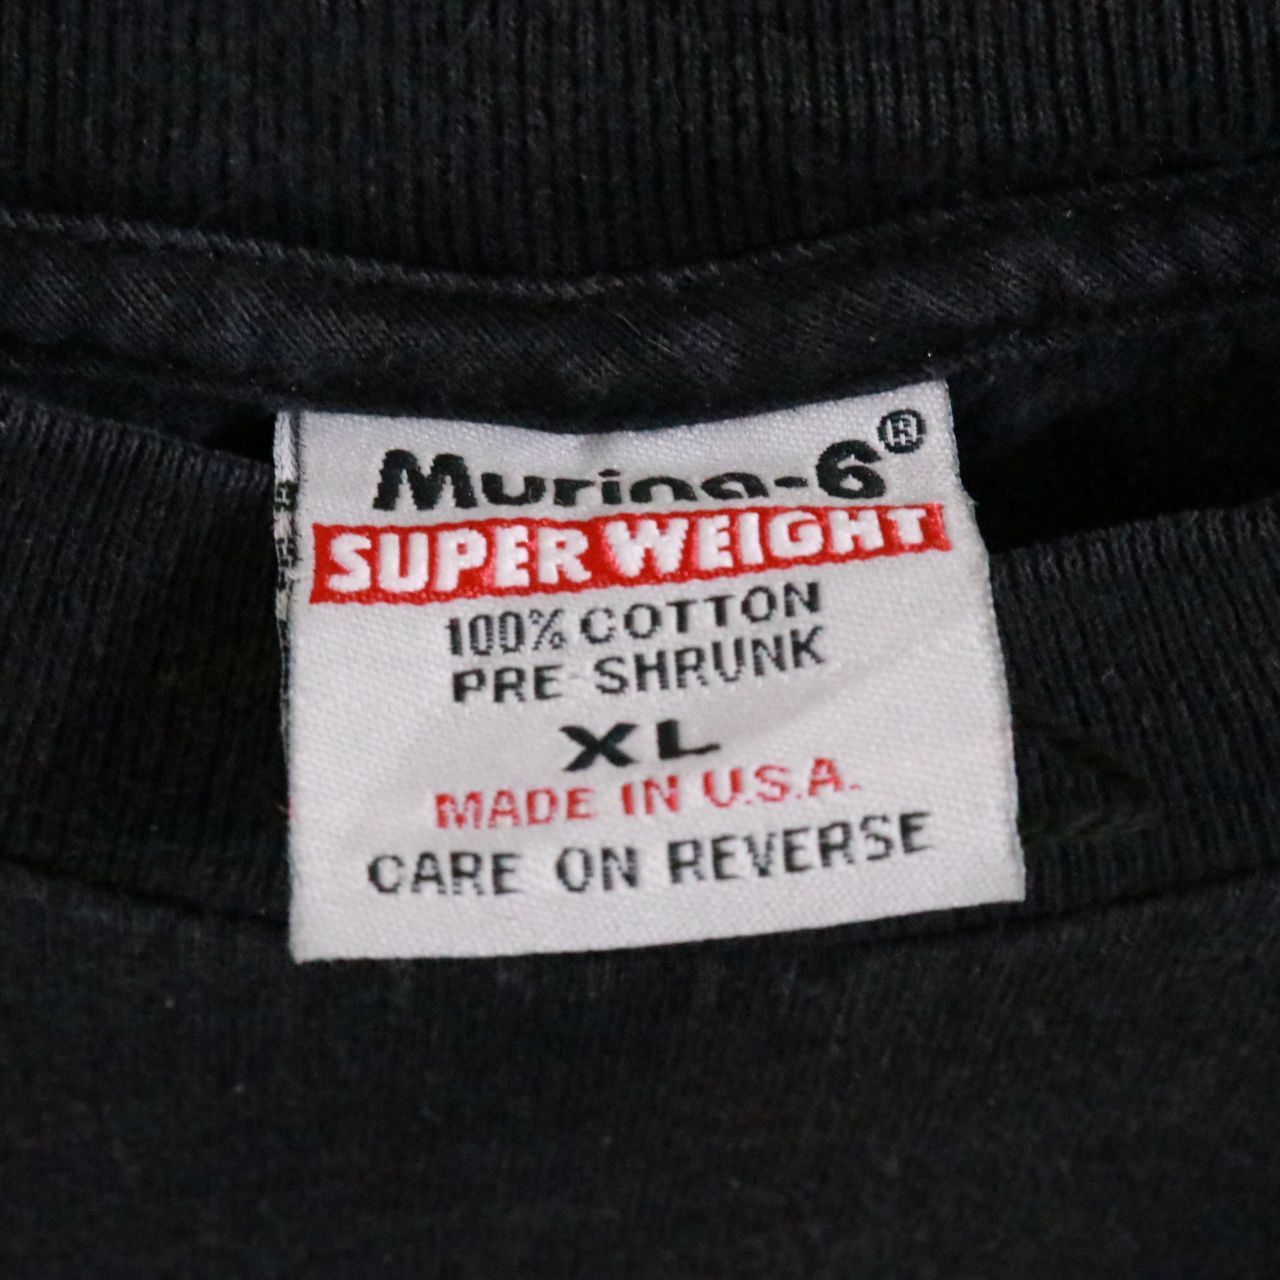 Murina-6®
SUPER WEIGHT
100% COTTON
PRE-SHRUNK
XL
MADE IN U.S.A.
CARE ON REVERSE